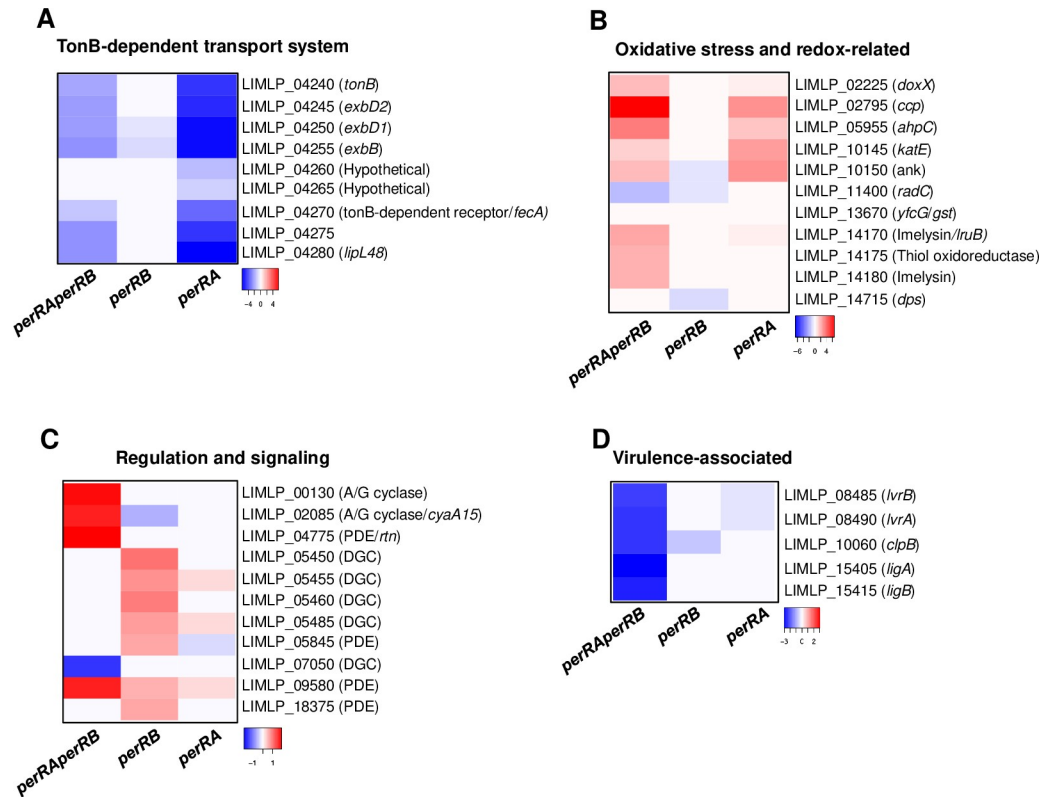 A
TonB-dependent transport system
LIMLP_04240 (tonB)
LIMLP_04245 (exbD2)
LIMLP_04250 (exbD1)
LIMLP_04255 (exbB)
LIMLP_04260 (Hypothetical)
LIMLP_04265 (Hypothetical)
LIMLP_04270 (tonB-dependent receptor/fecA)
LIMLP_04275
LIMLP_04280 (lipL48)
perRAperRB
perRB
perRA
-4 0 4
B
Oxidative stress and redox-related
LIMLP_02225 (doxX)
LIMLP_02795 (ccp)
LIMLP_05955 (ahpC)
LIMLP_10145 (katE)
LIMLP_10150 (ank)
LIMLP_11400 (radC)
LIMLP_13670 (yfcG/gst)
LIMLP_14170 (Imelysin/lruB)
LIMLP_14175 (Thiol oxidoreductase)
LIMLP_14180 (Imelysin)
LIMLP_14715 (dps)
perRAperRB
perRB
perRA
-6 0 4
C
Regulation and signaling
LIMLP_00130 (A/G cyclase)
LIMLP_02085 (A/G cyclase/cyaA15)
LIMLP_04775 (PDE/rtn)
LIMLP_05450 (DGC)
LIMLP_05455 (DGC)
LIMLP_05460 (DGC)
LIMLP_05485 (DGC)
LIMLP_05845 (PDE)
LIMLP_07050 (DGC)
LIMLP_09580 (PDE)
LIMLP_18375 (PDE)
perRAperRB
perRB
perRA
-1 1
D
Virulence-associated
LIMLP_08485 (lvrB)
LIMLP_08490 (lvrA)
LIMLP_10060 (clpB)
LIMLP_15405 (ligA)
LIMLP_15415 (ligB)
perRAperRB
perRB
perRA
-3 0 2